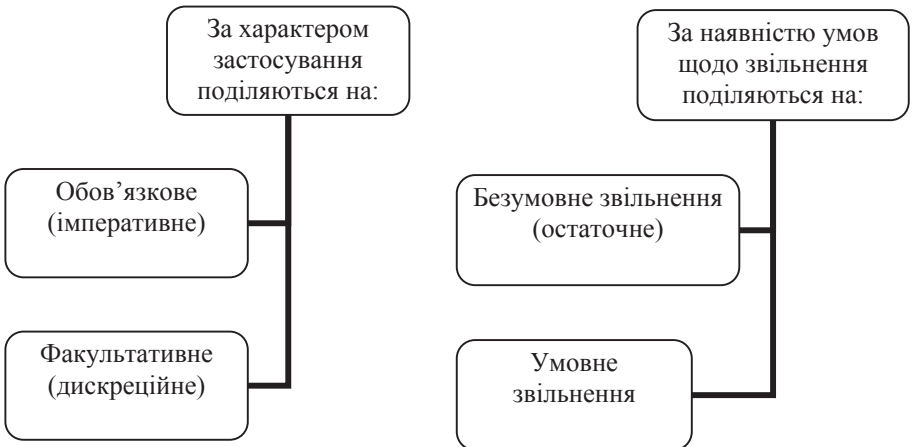 За характером
застосування
поділяються на:
Обов’язкове
(імперативне)
Факультативне
(дискреційне)
За наявністю умов
щодо звільнення
поділяються на:
Безумовне звільнення
(остаточне)
Умовне
звільнення